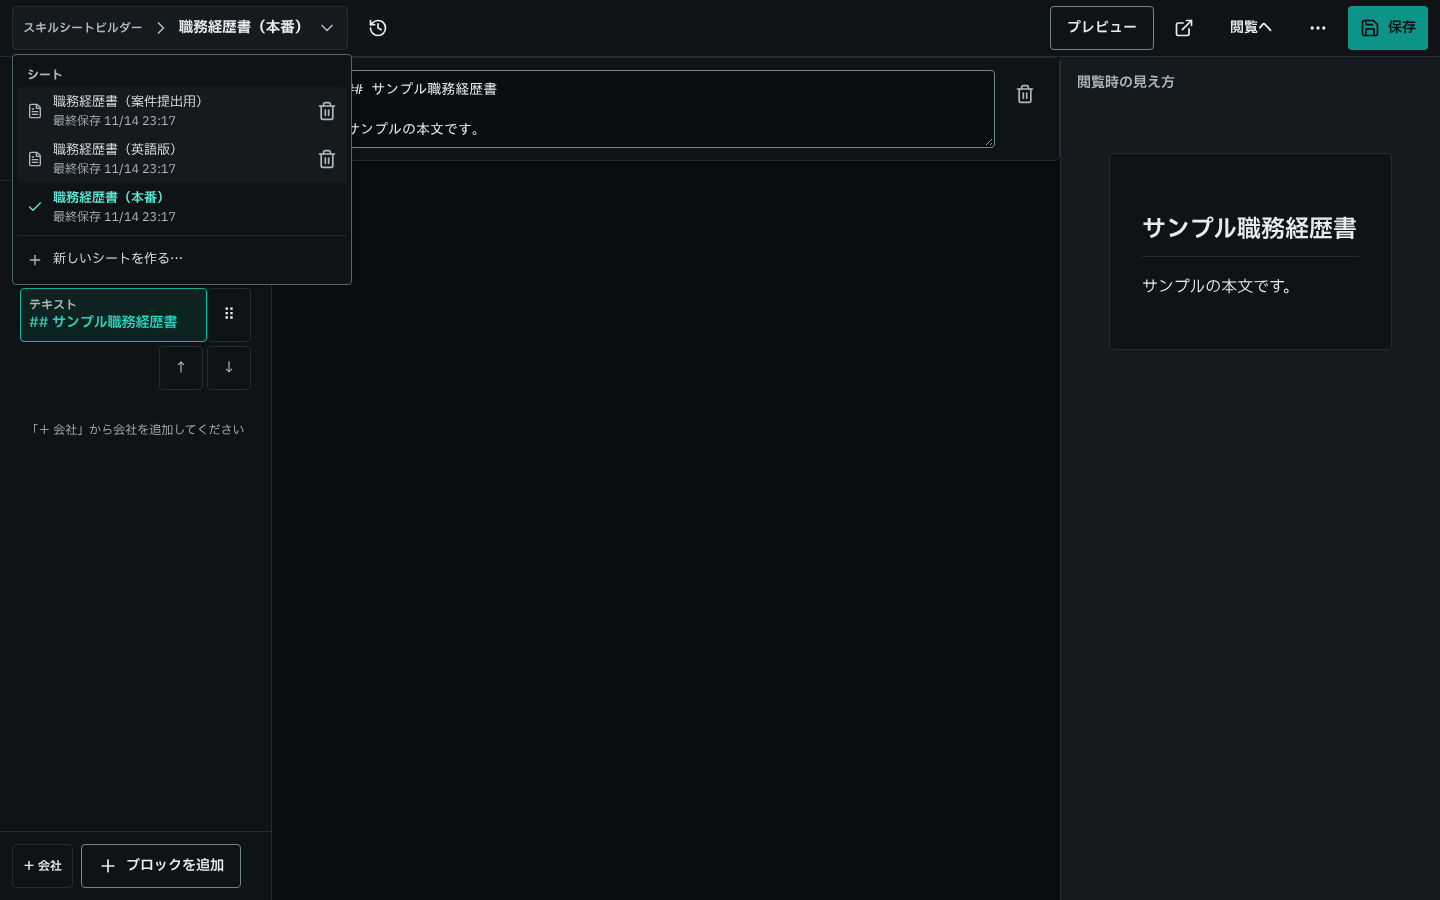 スキルシートビルダー
職務経歴書（本番）
プレビュー
閲覧へ
保存
シート
職務経歴書（案件提出用）
最終保存 11/14 23:17
職務経歴書（英語版）
最終保存 11/14 23:17
職務経歴書（本番）
最終保存 11/14 23:17
新しいシートを作る…
## サンプル職務経歴書
サンプルの本文です。
テキスト
## サンプル職務経歴書
↑ ↓
「＋ 会社」から会社を追加してください
+ 会社
ブロックを追加
閲覧時の見え方
サンプル職務経歴書
サンプルの本文です。